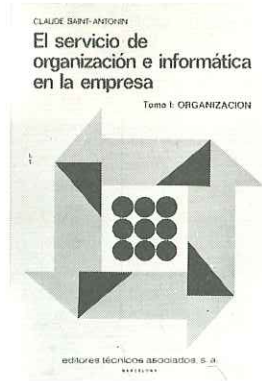 CLAUDE SAINT-ANTONIN
El servicio de
organización e informática
en la empresa
Tomo I: ORGANIZACION
editores técnicos asociados, s. a.
BARCELONA